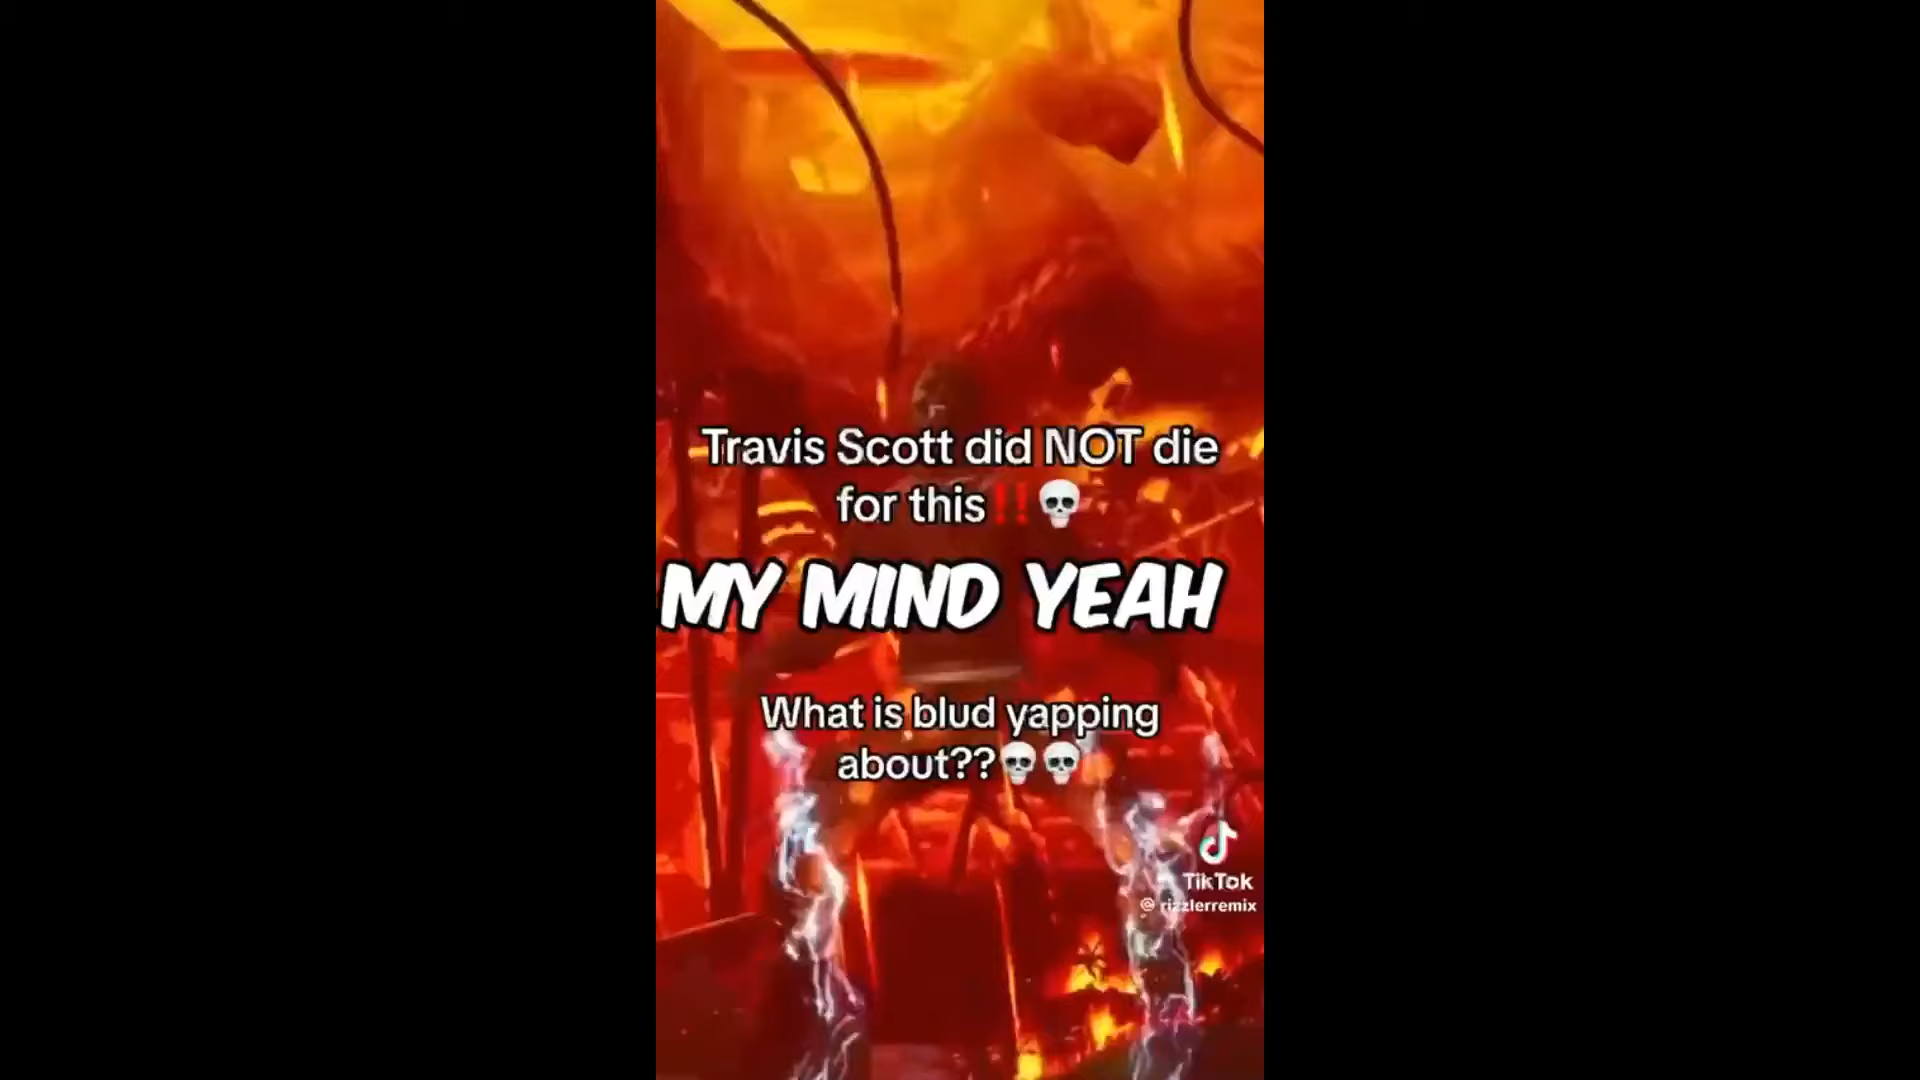 Travis Scott did NOT die
for this‼️💀
MY MIND YEAH
What is blud yapping
about??💀💀
TikTok
@ rizzlerremix